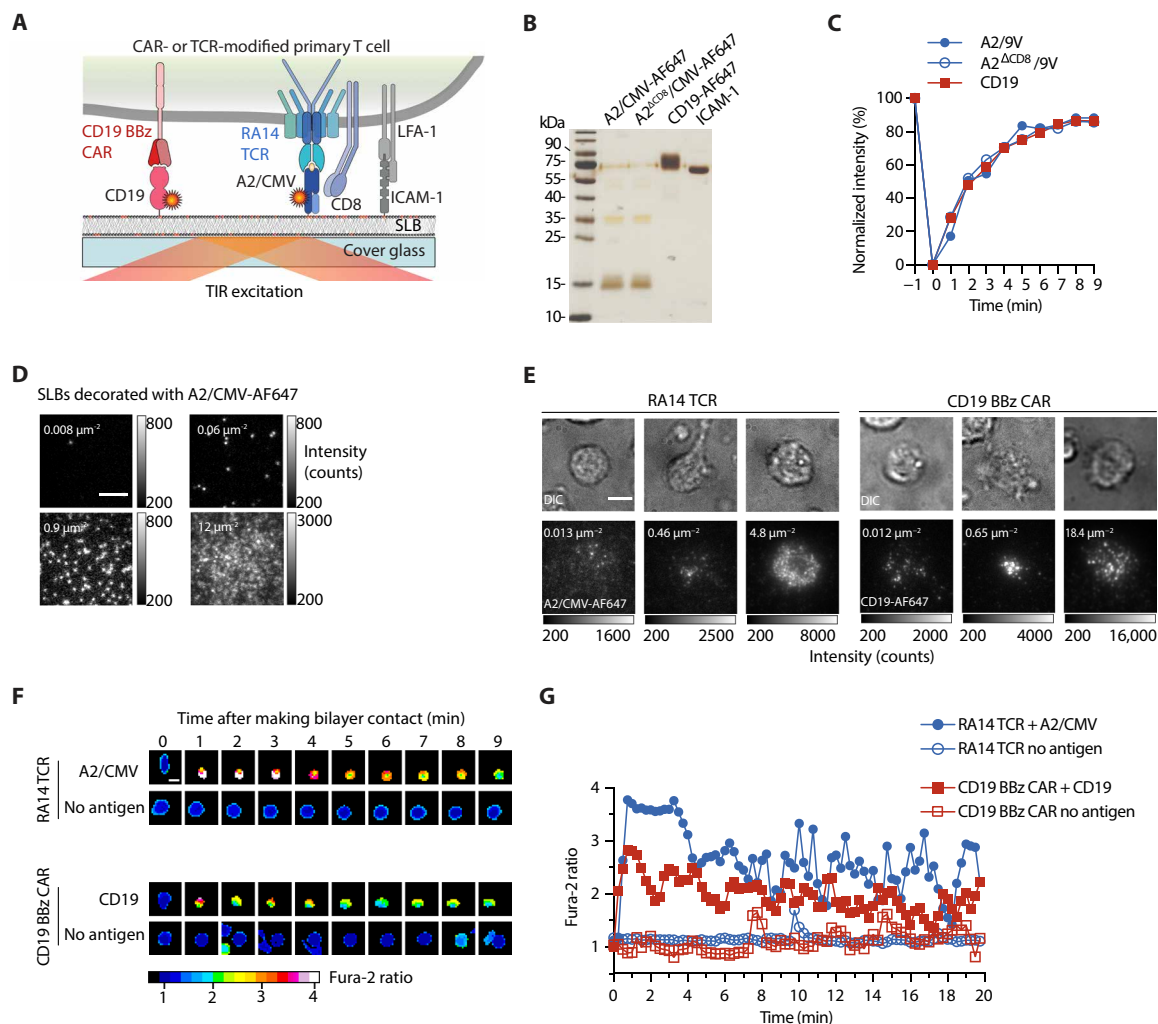 A
CAR- or TCR-modified primary T cell
CD19 BBz
CAR
RA14
TCR
LFA-1
A2/CMV
CD19
CD8
ICAM-1
SLB
Cover glass
TIR excitation
B
A2/CMV-AF647
A2ΔCD8/CMV-AF647
CD19-AF647
ICAM-1
kDa
90
75
55
40
35
25
15
10
C
A2/9V
A2ΔCD8/9V
CD19
Normalized intensity (%)
100
80
60
40
20
0
−1 0 1 2 3 4 5 6 7 8 9
Time (min)
D
SLBs decorated with A2/CMV-AF647
0.008 µm⁻² 800 200
0.06 µm⁻² 800 200
Intensity
(counts)
0.9 µm⁻² 800 200
12 µm⁻² 3000 200
E
RA14 TCR
CD19 BBz CAR
DIC
DIC
0.013 µm⁻² 0.46 µm⁻² 4.8 µm⁻² 0.012 µm⁻² 0.65 µm⁻² 18.4 µm⁻²
A2/CMV-AF647
CD19-AF647
200 1600 200 2500 200 8000 200 2000 200 4000 200 16,000
Intensity (counts)
F
Time after making bilayer contact (min)
0 1 2 3 4 5 6 7 8 9
RA14 TCR
A2/CMV
No antigen
CD19 BBz CAR
CD19
No antigen
Fura-2 ratio
1 2 3 4
G
RA14 TCR + A2/CMV
RA14 TCR no antigen
CD19 BBz CAR + CD19
CD19 BBz CAR no antigen
Fura-2 ratio
4
3
2
1
0 2 4 6 8 10 12 14 16 18 20
Time (min)